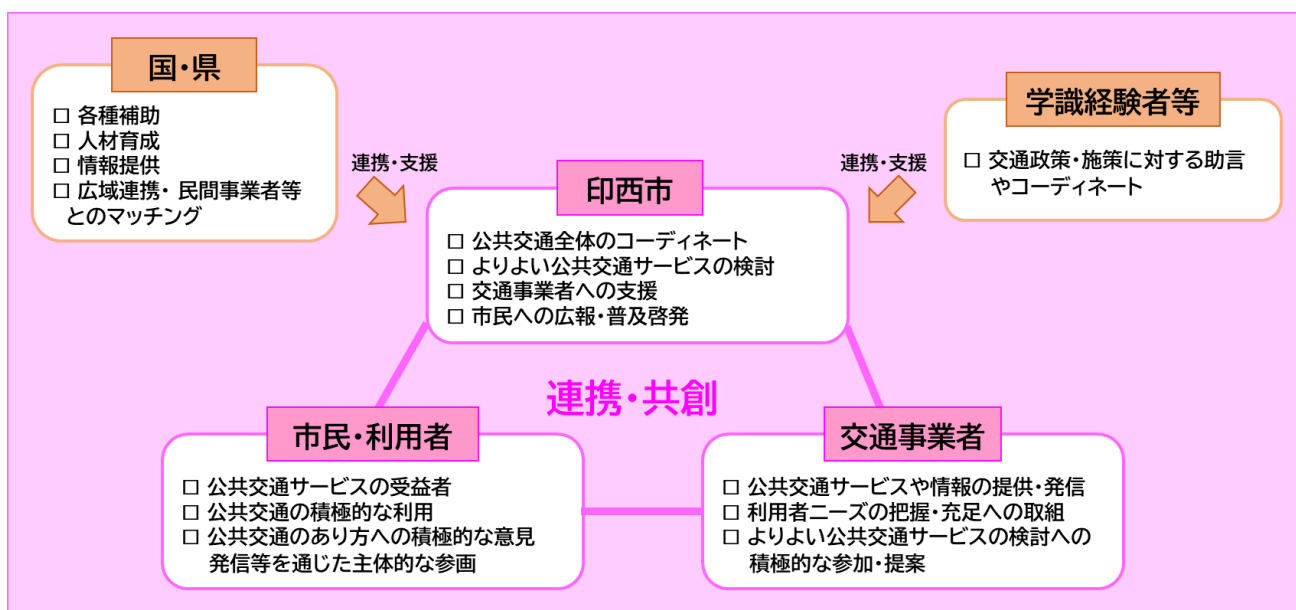 国・県
□ 各種補助
□ 人材育成
□ 情報提供
□ 広域連携・ 民間事業者等
とのマッチング
連携・支援
学識経験者等
□ 交通政策・施策に対する助言
やコーディネート
連携・支援
印西市
□ 公共交通全体のコーディネート
□ よりよい公共交通サービスの検討
□ 交通事業者への支援
□ 市民への広報・普及啓発
連携・共創
市民・利用者
□ 公共交通サービスの受益者
□ 公共交通の積極的な利用
□ 公共交通のあり方への積極的な意見
発信等を通じた主体的な参画
交通事業者
□ 公共交通サービスや情報の提供・発信
□ 利用者ニーズの把握・充足への取組
□ よりよい公共交通サービスの検討への
積極的な参加・提案